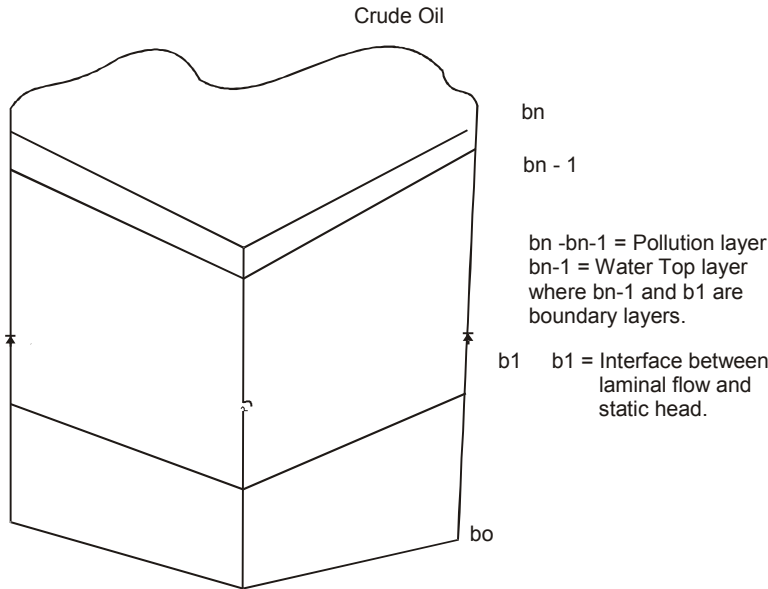 Crude Oil
bn
bn - 1
bn -bn-1 = Pollution layer
bn-1 = Water Top layer
where bn-1 and b1 are
boundary layers.
b1 b1 = Interface between
laminal flow and
static head.
bo